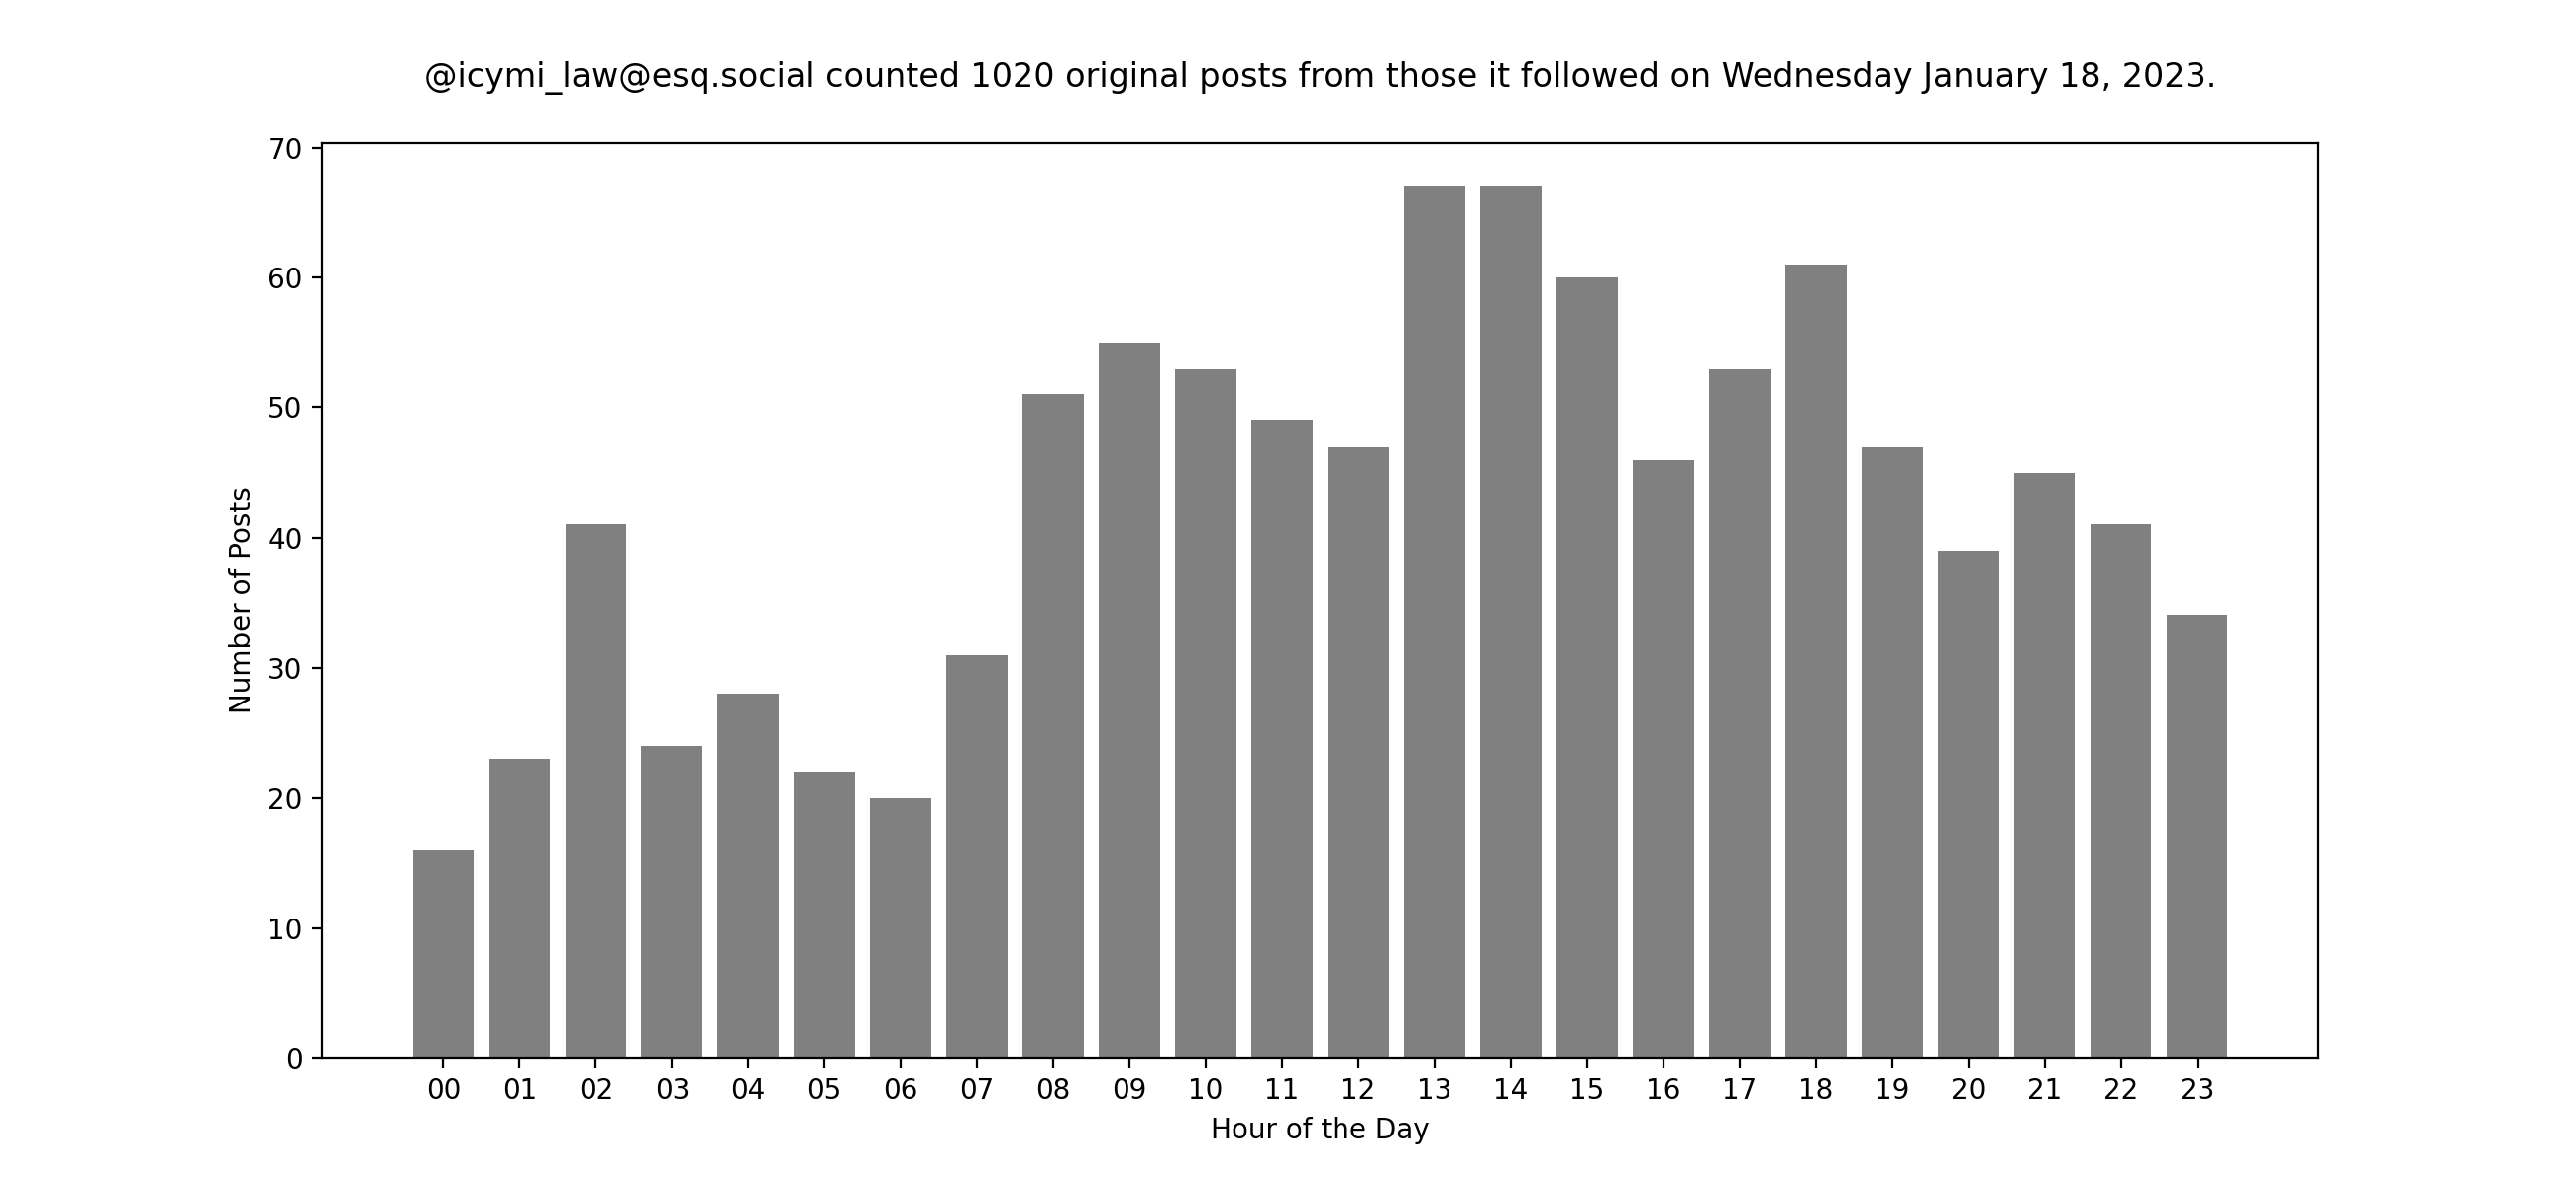 @icymi_law@esq.social counted 1020 original posts from those it followed on Wednesday January 18, 2023.
70
60
50
40
30
20
10
0
Number of Posts
00 01 02 03 04 05 06 07 08 09 10 11 12 13 14 15 16 17 18 19 20 21 22 23
Hour of the Day